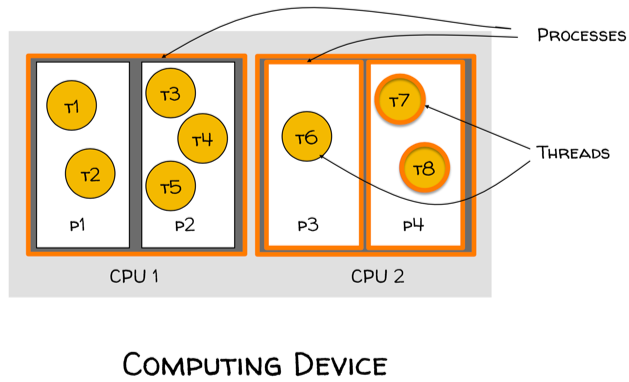 Processes
T1
T3
T7
T4
T6
Threads
T2
T8
T5
P1
P2
P3
P4
CPU 1
CPU 2
Computing Device